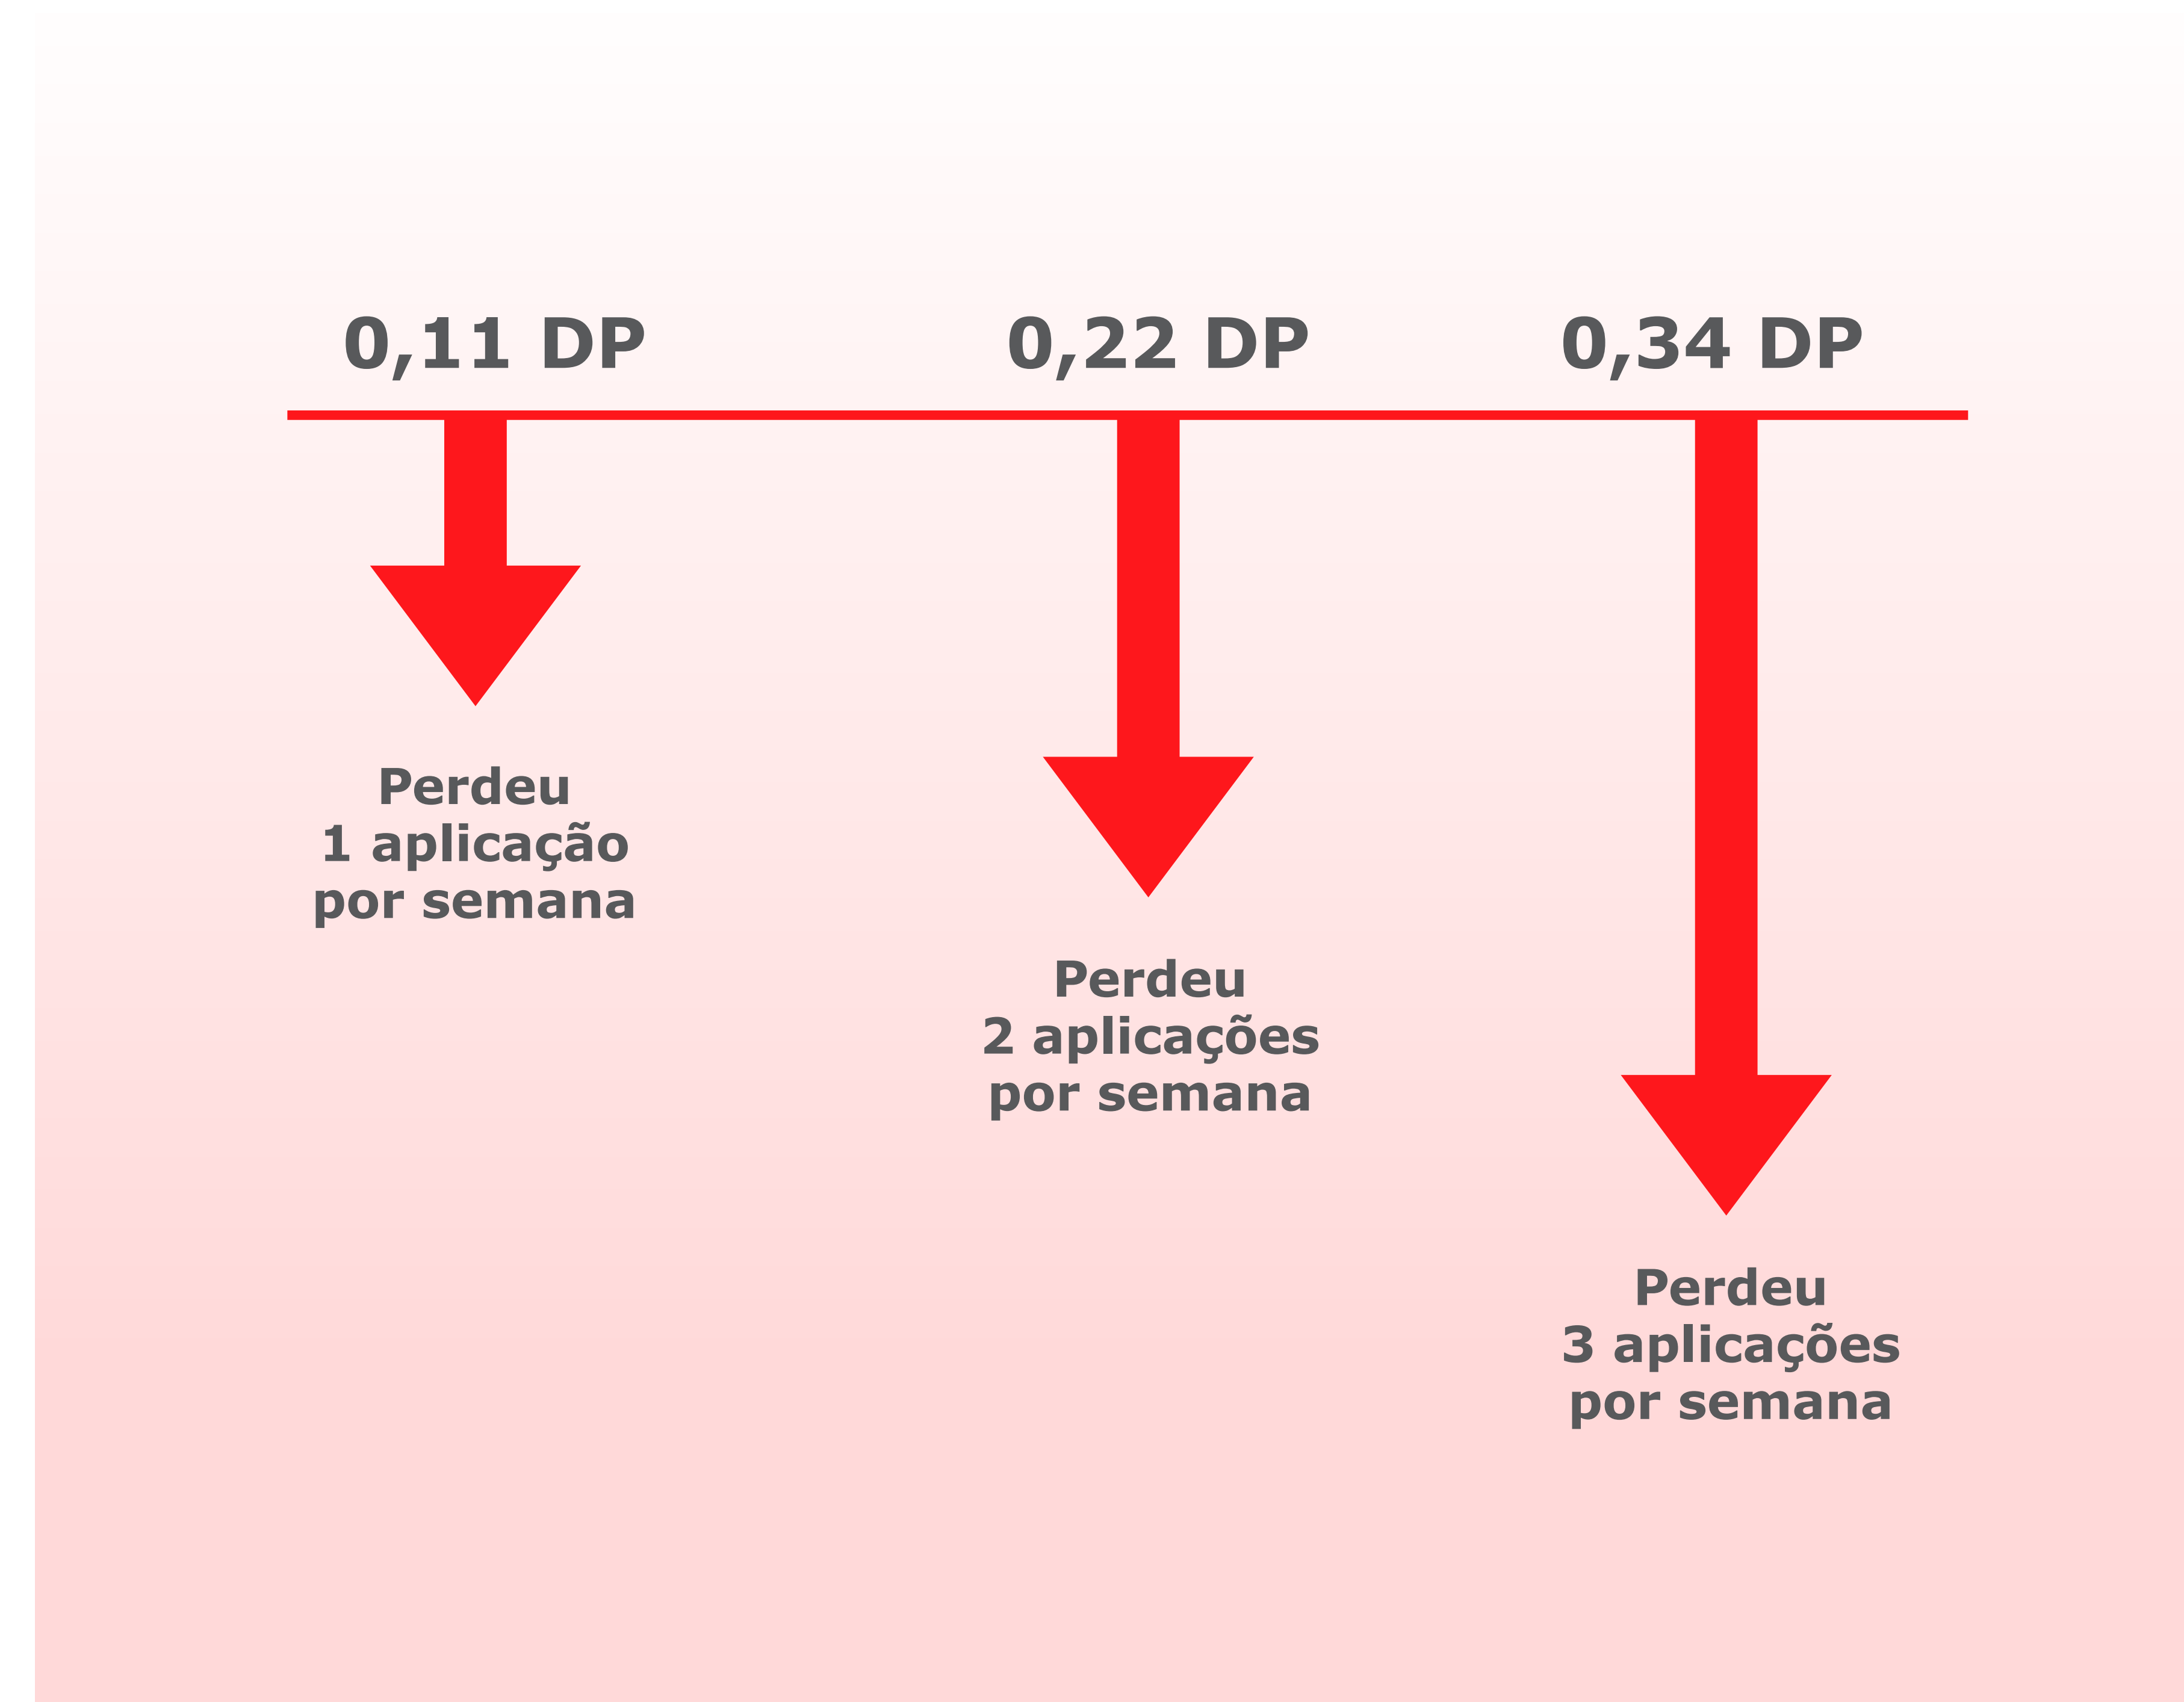 0,11 DP
0,22 DP
0,34 DP
Perdeu
1 aplicação
por semana
Perdeu
2 aplicações
por semana
Perdeu
3 aplicações
por semana